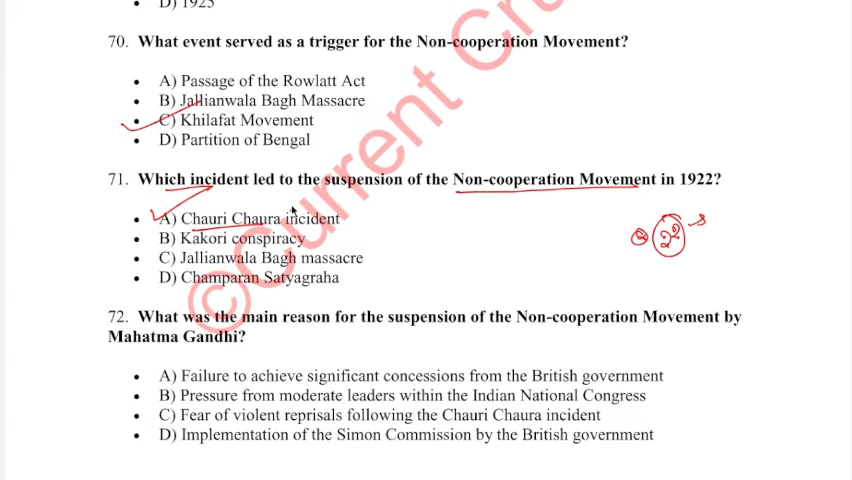 • D) 1925
70. What event served as a trigger for the Non-cooperation Movement?
• A) Passage of the Rowlatt Act
• B) Jallianwala Bagh Massacre
• C) Khilafat Movement
• D) Partition of Bengal
71. Which incident led to the suspension of the Non-cooperation Movement in 1922?
• A) Chauri Chaura incident
• B) Kakori conspiracy
• C) Jallianwala Bagh massacre
• D) Champaran Satyagraha
22
72. What was the main reason for the suspension of the Non-cooperation Movement by
Mahatma Gandhi?
• A) Failure to achieve significant concessions from the British government
• B) Pressure from moderate leaders within the Indian National Congress
• C) Fear of violent reprisals following the Chauri Chaura incident
• D) Implementation of the Simon Commission by the British government
©Current Cr